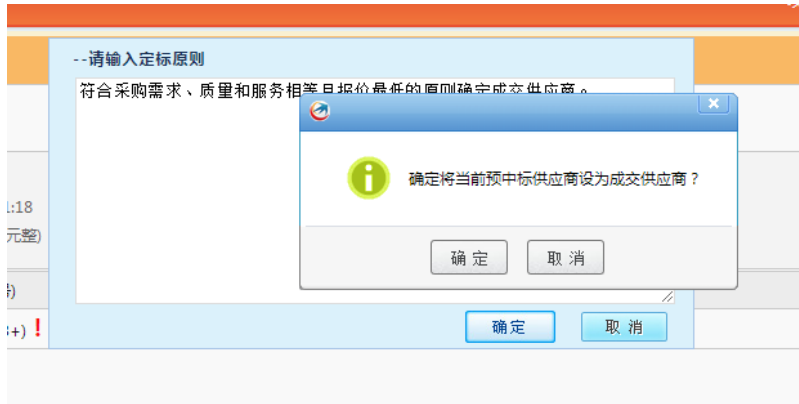 --请输入定标原则
符合采购需求、质量和服务相等且报价最低的原则确定成交供应商。
确定将当前预中标供应商设为成交供应商？
:18
元整)
确 定
取 消
+)
!
确定
取 消